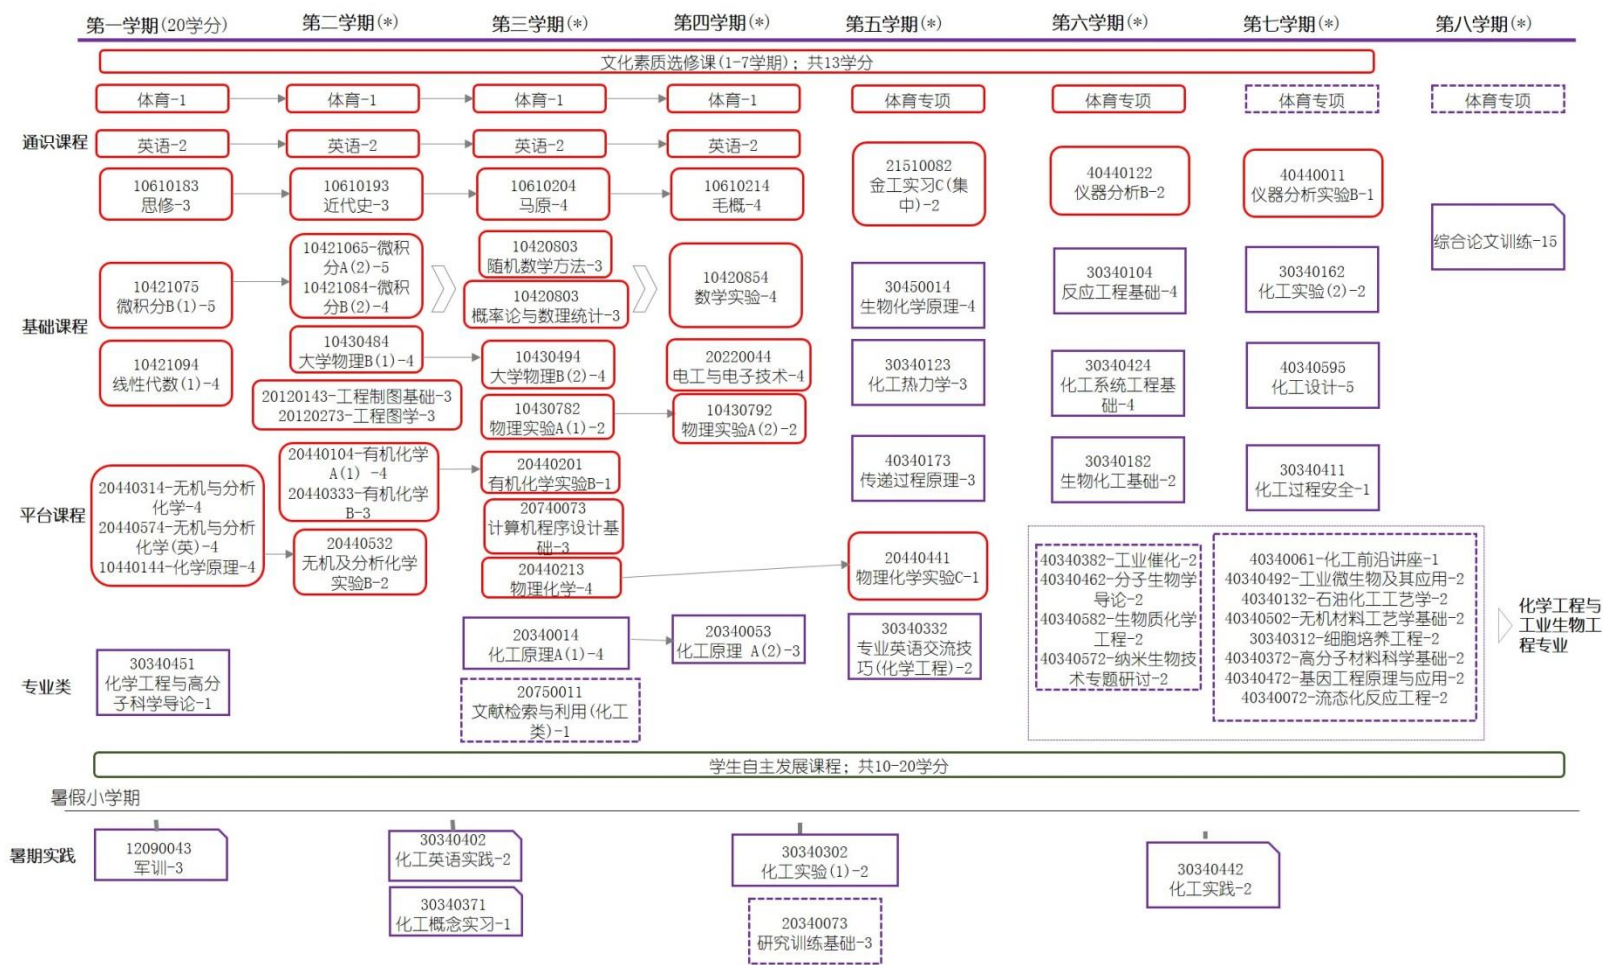 第一学期(20学分)
第二学期(*)
第三学期(*)
第四学期(*)
第五学期(*)
第六学期(*)
第七学期(*)
第八学期(*)
文化素质选修课(1-7学期); 共13学分
通识课程
体育-1
体育-1
体育-1
体育-1
体育专项
体育专项
体育专项
体育专项
英语-2
英语-2
英语-2
英语-2
10610183
思修-3
10610193
近代史-3
10610204
马原-4
10610214
毛概-4
21510082
金工实习C(集
中)-2
40440122
仪器分析B-2
40440011
仪器分析实验B-1
综合论文训练-15
基础课程
10421075
微积分B(1)-5
10421065-微积
分A(2)-5
10421084-微积
分B(2)-4
10420803
随机数学方法-3
10420803
概率论与数理统计-3
10420854
数学实验-4
30450014
生物化学原理-4
30340104
反应工程基础-4
30340162
化工实验(2)-2
10421094
线性代数(1)-4
10430484
大学物理B(1)-4
10430494
大学物理B(2)-4
20220044
电工与电子技术-4
30340123
化工热力学-3
30340424
化工系统工程基
础-4
40340595
化工设计-5
20120143-工程制图基础-3
20120273-工程图学-3
10430782
物理实验A(1)-2
10430792
物理实验A(2)-2
平台课程
20440314-无机与分析
化学-4
20440574-无机与分析
化学(英)-4
10440144-化学原理-4
20440104-有机化学
A(1) -4
20440333-有机化学
B-3
20440532
无机及分析化学
实验B-2
20440201
有机化学实验B-1
20740073
计算机程序设计基
础-3
20440213
物理化学-4
40340173
传递过程原理-3
30340182
生物化工基础-2
30340411
化工过程安全-1
20440441
物理化学实验C-1
专业类
30340451
化学工程与高分
子科学导论-1
20340014
化工原理A(1)-4
20340053
化工原理 A(2)-3
30340332
专业英语交流技
巧(化学工程)-2
20750011
文献检索与利用(化工
类)-1
40340382-工业催化-2
40340462-分子生物学
导论-2
40340582-生物质化学
工程-2
40340572-纳米生物技
术专题研讨-2
40340061-化工前沿讲座-1
40340492-工业微生物及其应用-2
40340132-石油化工工艺学-2
40340502-无机材料工艺学基础-2
30340312-细胞培养工程-2
40340372-高分子材料科学基础-2
40340472-基因工程原理与应用-2
40340072-流态化反应工程-2
化学工程与
工业生物工
程专业
学生自主发展课程; 共10-20学分
暑假小学期
暑期实践
12090043
军训-3
30340402
化工英语实践-2
30340371
化工概念实习-1
30340302
化工实验(1)-2
20340073
研究训练基础-3
30340442
化工实践-2